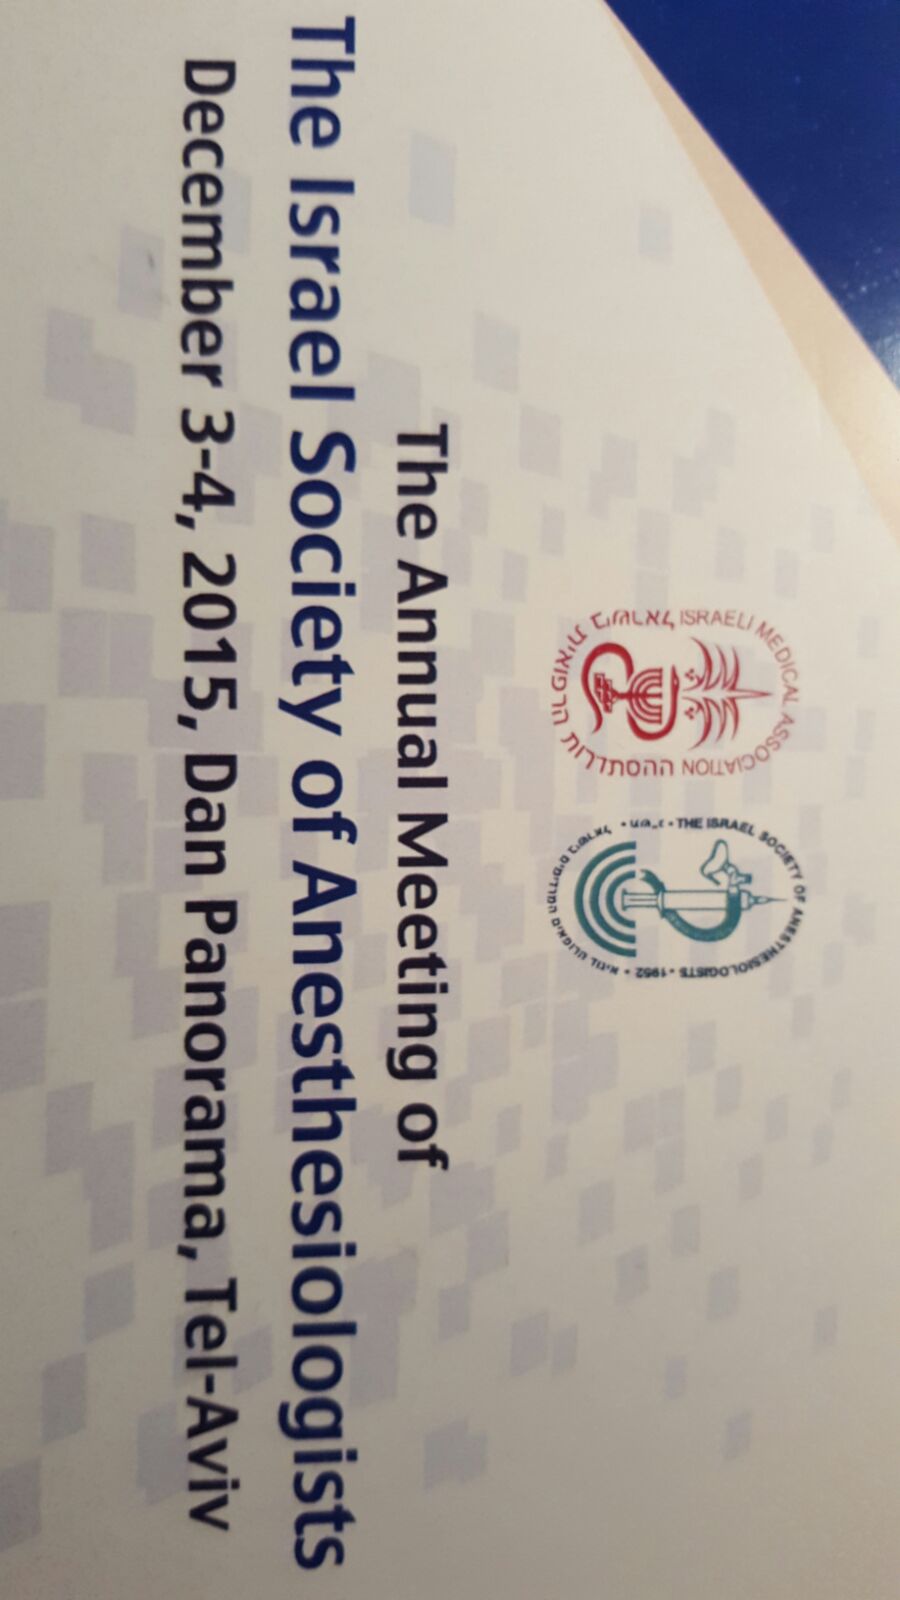 ISRAELI MEDICAL ASSOCIATION
ההסתדרות הרפואית בישראל
THE ISRAEL SOCIETY OF ANESTHESIOLOGISTS • 1952 •
The Annual Meeting of
The Israel Society of Anesthesiologists
December 3-4, 2015, Dan Panorama, Tel-Aviv